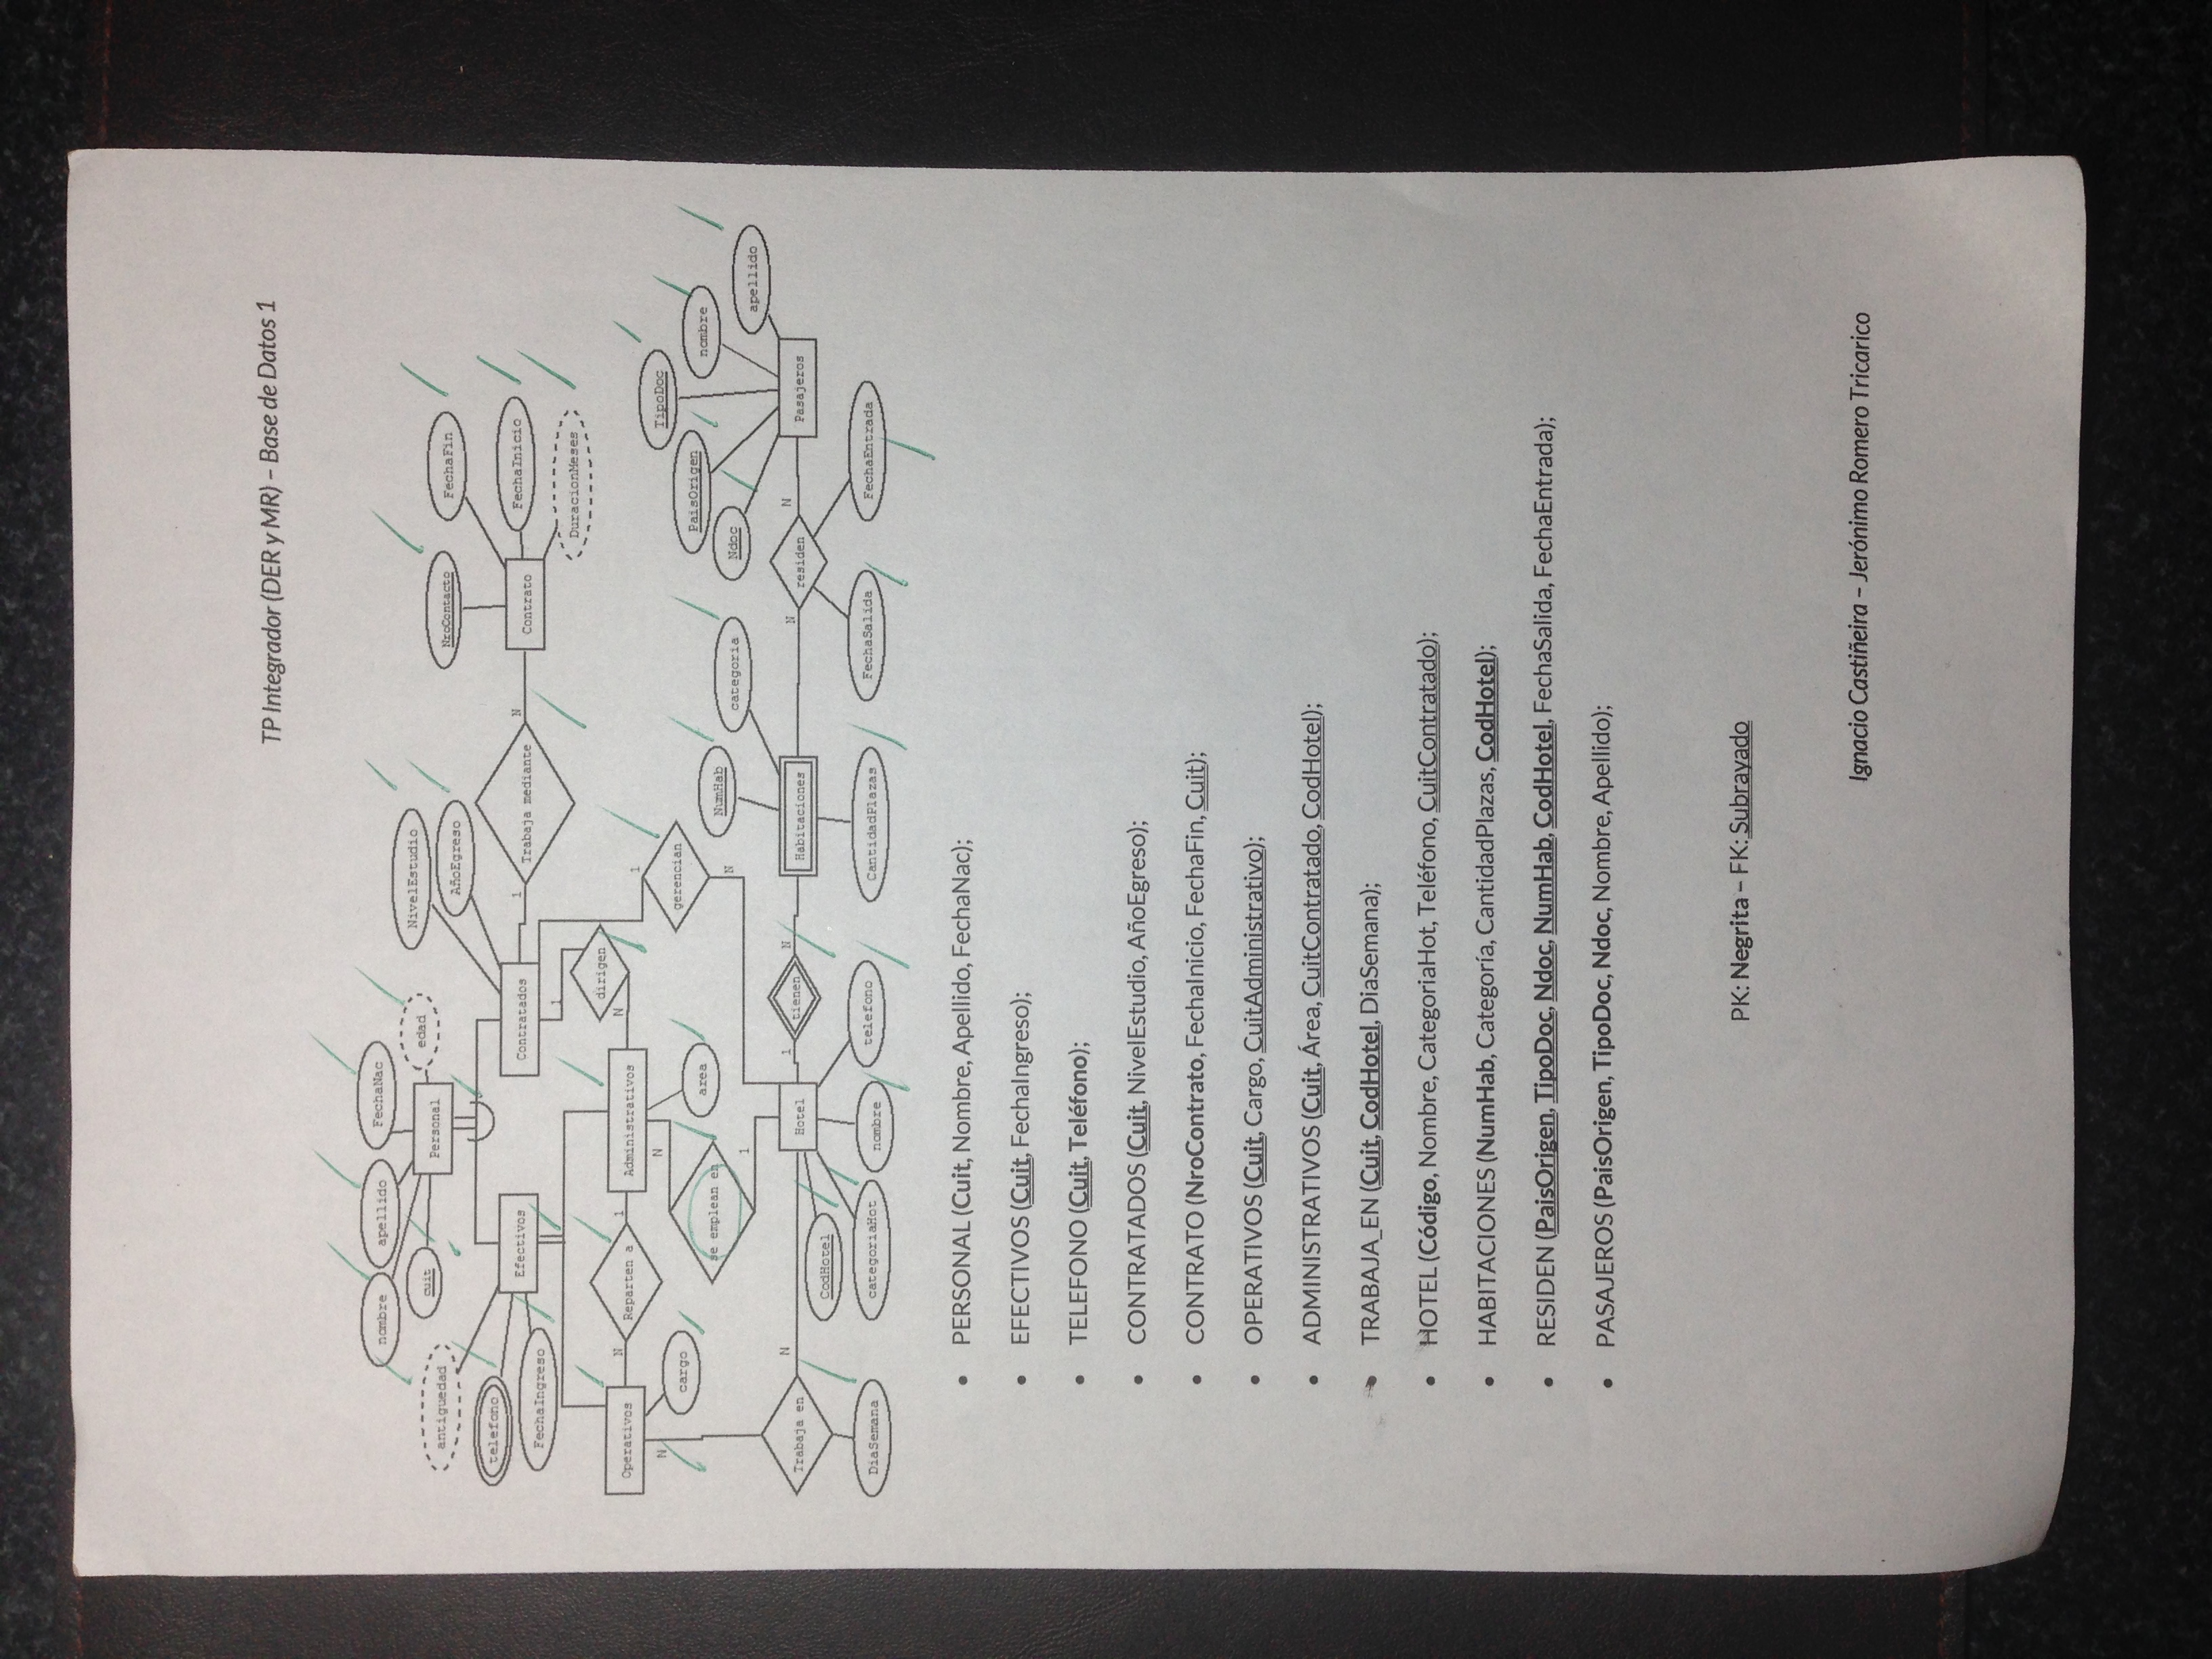 TP Integrador (DER y MR) – Base de Datos 1
nombre
apellido
FechaNac
cuit
Personal
edad
antiguedad
telefono
FechaIngreso
Efectivos
NivelEstudio
AñoEgreso
Contratados
1
Trabaja mediante
N
NroContacto
FechaFin
Contrato
FechaInicio
DuracionMeses
1
dirigen
N
Operativos
N
Reparten a
1
Administrativos
1
gerencian
N
N
cargo
N
area
se emplean en
1
TipoDoc
PaisOrigen
nombre
Ndoc
apellido
NumHab
categoria
Trabaja en
N
Hotel
1
tienen
N
Habitaciones
N
residen
N
Pasajeros
CodHotel
DiaSemana
categoriaHot
nombre
telefono
CantidadPlazas
FechaSalida
FechaEntrada
• PERSONAL (Cuit, Nombre, Apellido, FechaNac);
• EFECTIVOS (Cuit, FechaIngreso);
• TELEFONO (Cuit, Teléfono);
• CONTRATADOS (Cuit, NivelEstudio, AñoEgreso);
• CONTRATO (NroContrato, FechaInicio, FechaFin, Cuit);
• OPERATIVOS (Cuit, Cargo, CuitAdministrativo);
• ADMINISTRATIVOS (Cuit, Área, CuitContratado, CodHotel);
• TRABAJA_EN (Cuit, CodHotel, DiaSemana);
• HOTEL (Código, Nombre, CategoriaHot, Teléfono, CuitContratado);
• HABITACIONES (NumHab, Categoría, CantidadPlazas, CodHotel);
• RESIDEN (PaisOrigen, TipoDoc, Ndoc, NumHab, CodHotel, FechaSalida, FechaEntrada);
• PASAJEROS (PaisOrigen, TipoDoc, Ndoc, Nombre, Apellido);
PK: Negrita – FK: Subrayado
Ignacio Castiñeira – Jerónimo Romero Tricarico